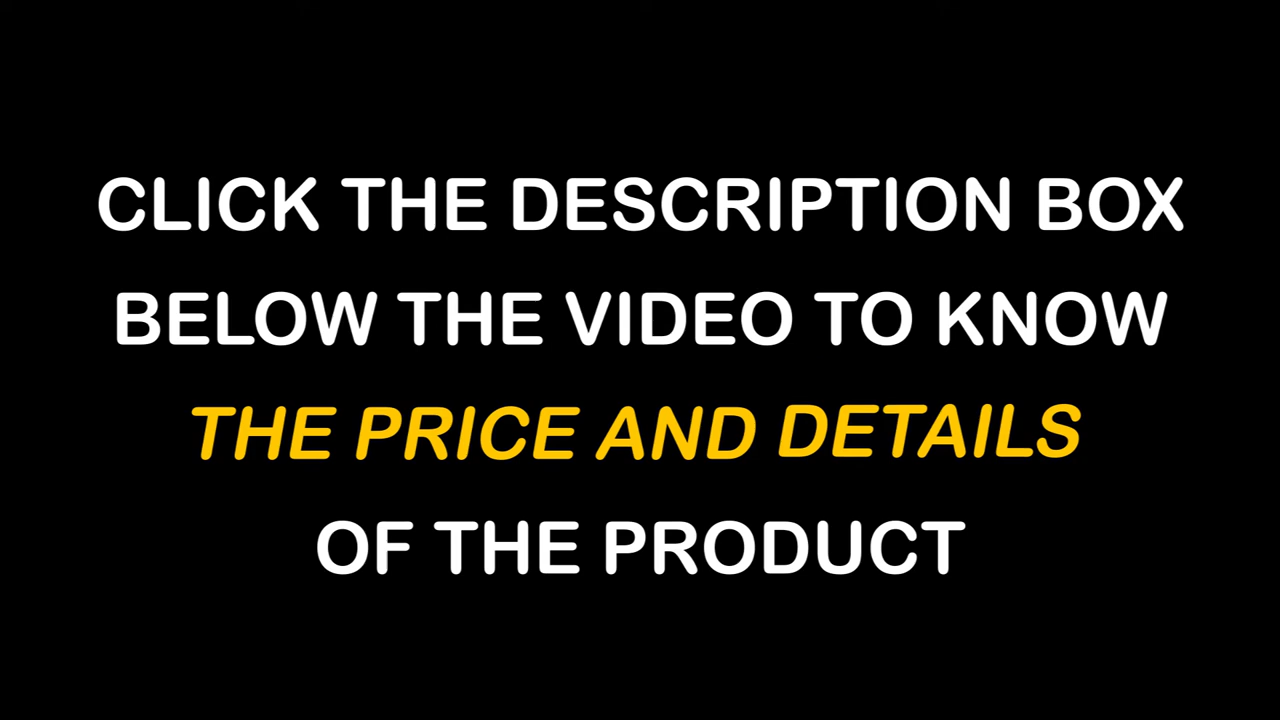 CLICK THE DESCRIPTION BOX
BELOW THE VIDEO TO KNOW
THE PRICE AND DETAILS
OF THE PRODUCT